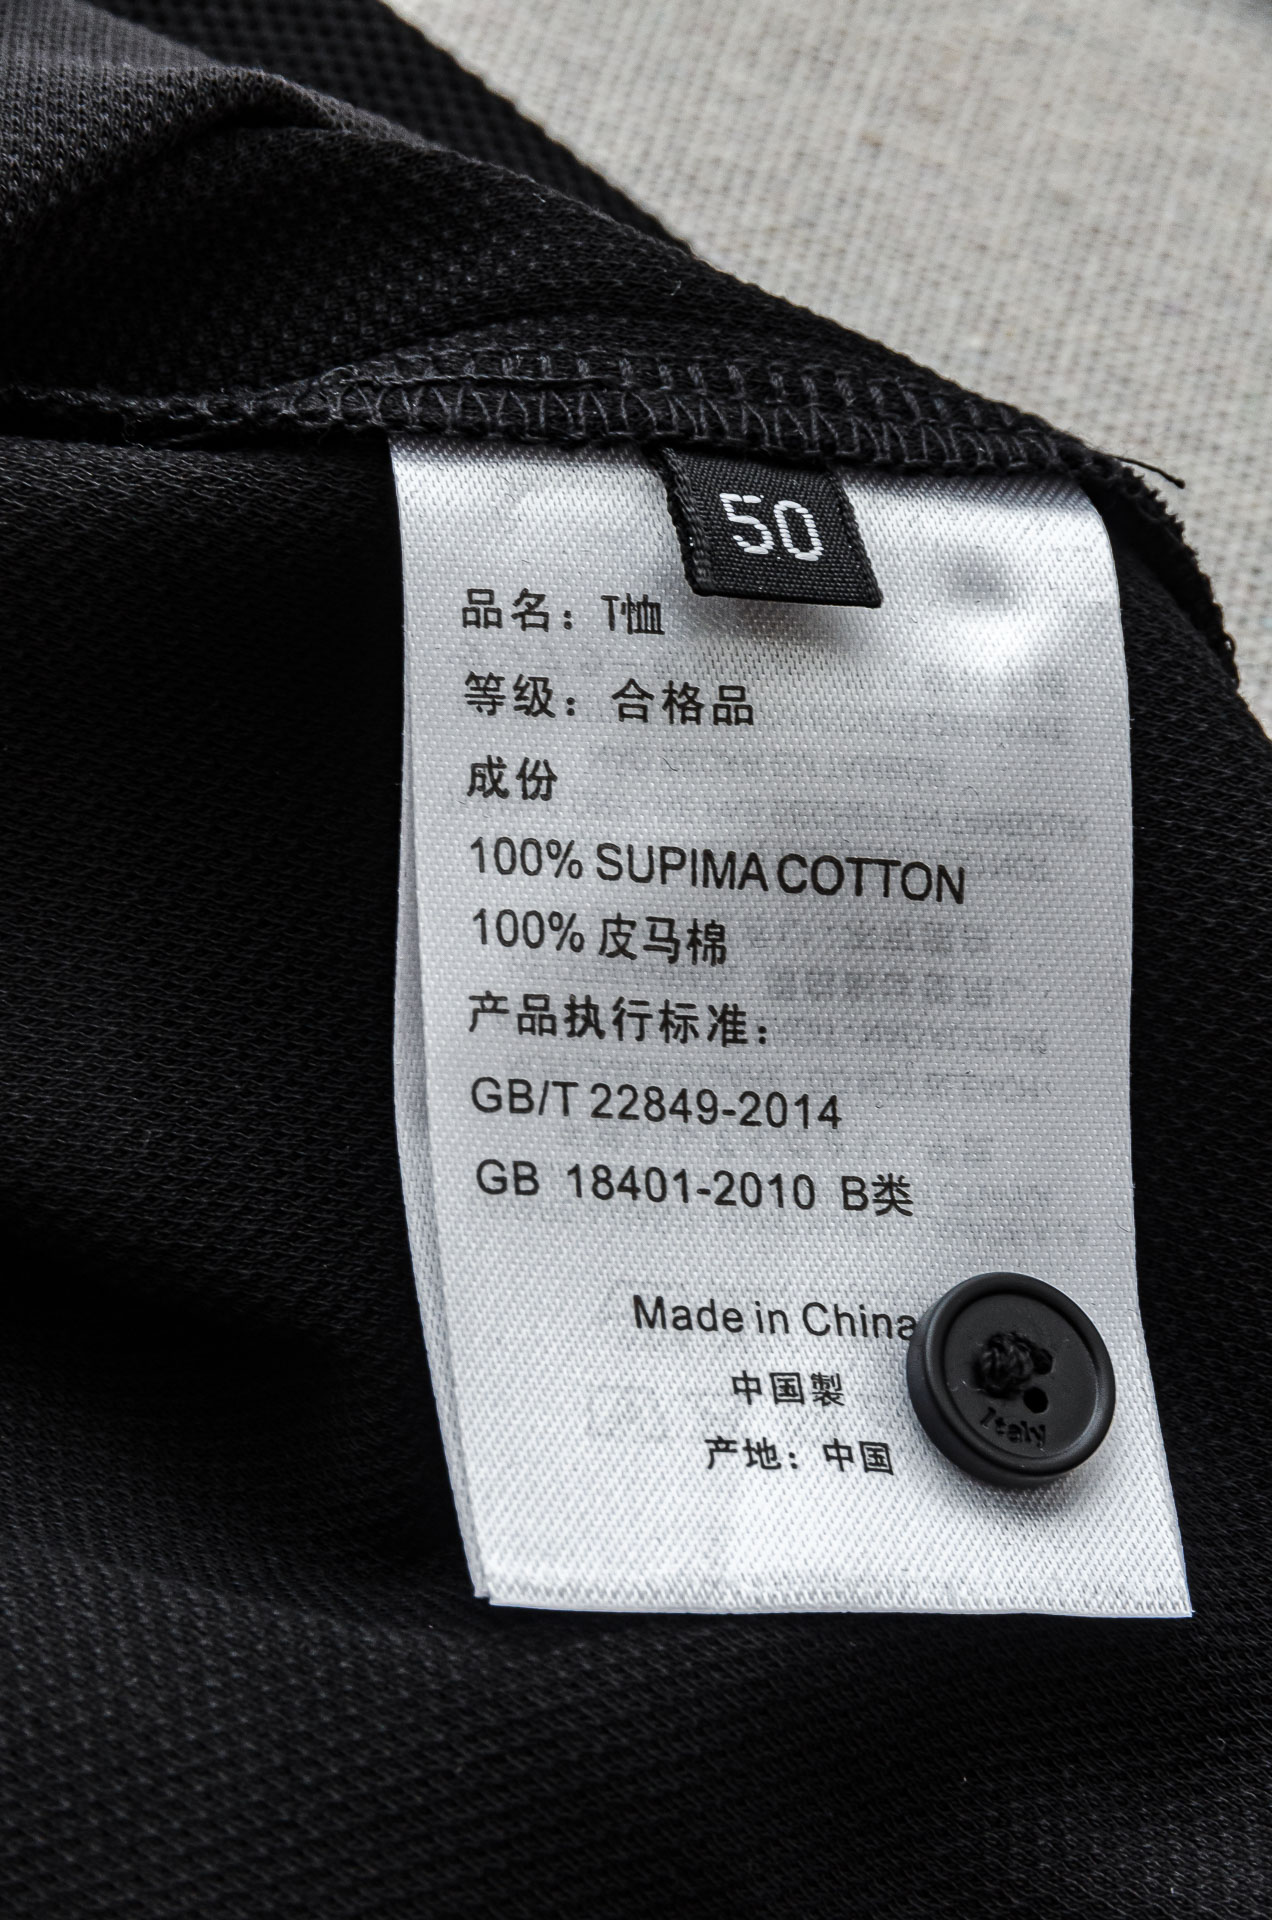 50
品名：T恤
等级：合格品
成份
100% SUPIMA COTTON
100% 皮马棉
产品执行标准：
GB/T 22849-2014
GB 18401-2010 B类
Made in China
中国製
产地：中国
Italy